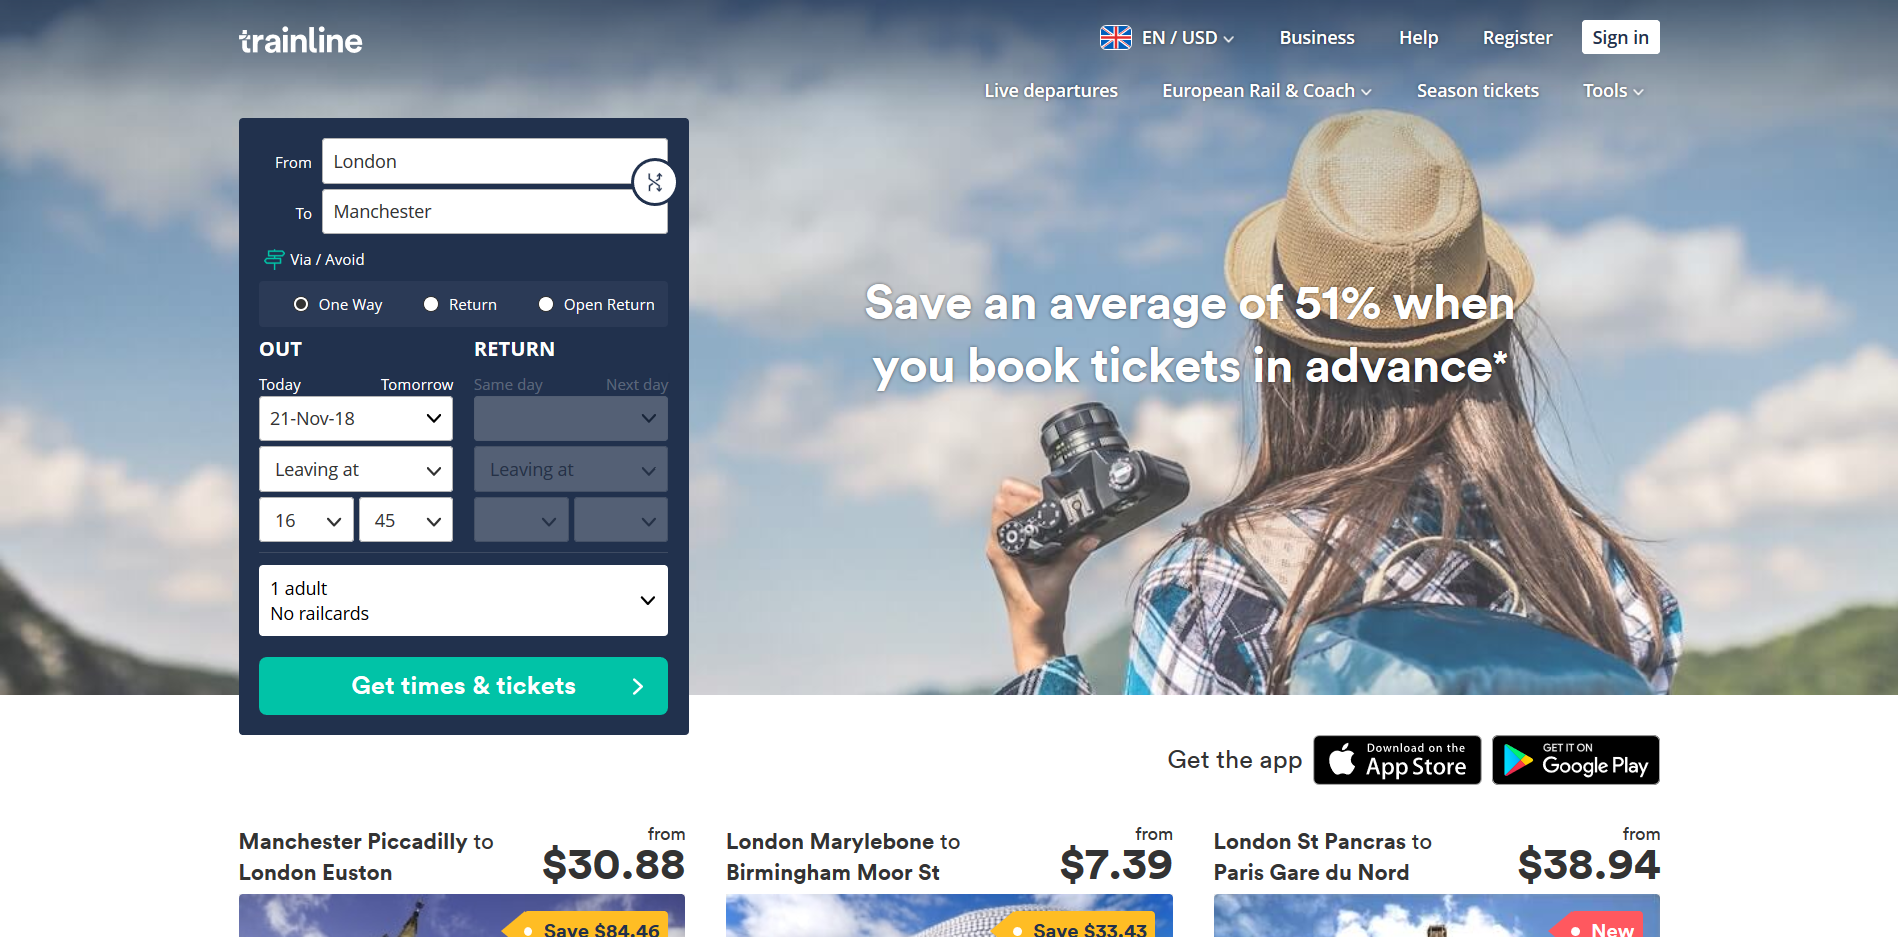 trainline
EN / USD
Business
Help
Register
Sign in
Live departures
European Rail & Coach
Season tickets
Tools
From
London
To
Manchester
Via / Avoid
One Way
Return
Open Return
OUT
RETURN
Today
Tomorrow
Same day
Next day
21-Nov-18
Leaving at
Leaving at
16
45
1 adult
No railcards
Get times & tickets
Save an average of 51% when
you book tickets in advance*
Get the app
Download on the
App Store
GET IT ON
Google Play
Manchester Piccadilly to
London Euston
from
$30.88
Save $84.46
London Marylebone to
Birmingham Moor St
from
$7.39
Save $33.43
London St Pancras to
Paris Gare du Nord
from
$38.94
New